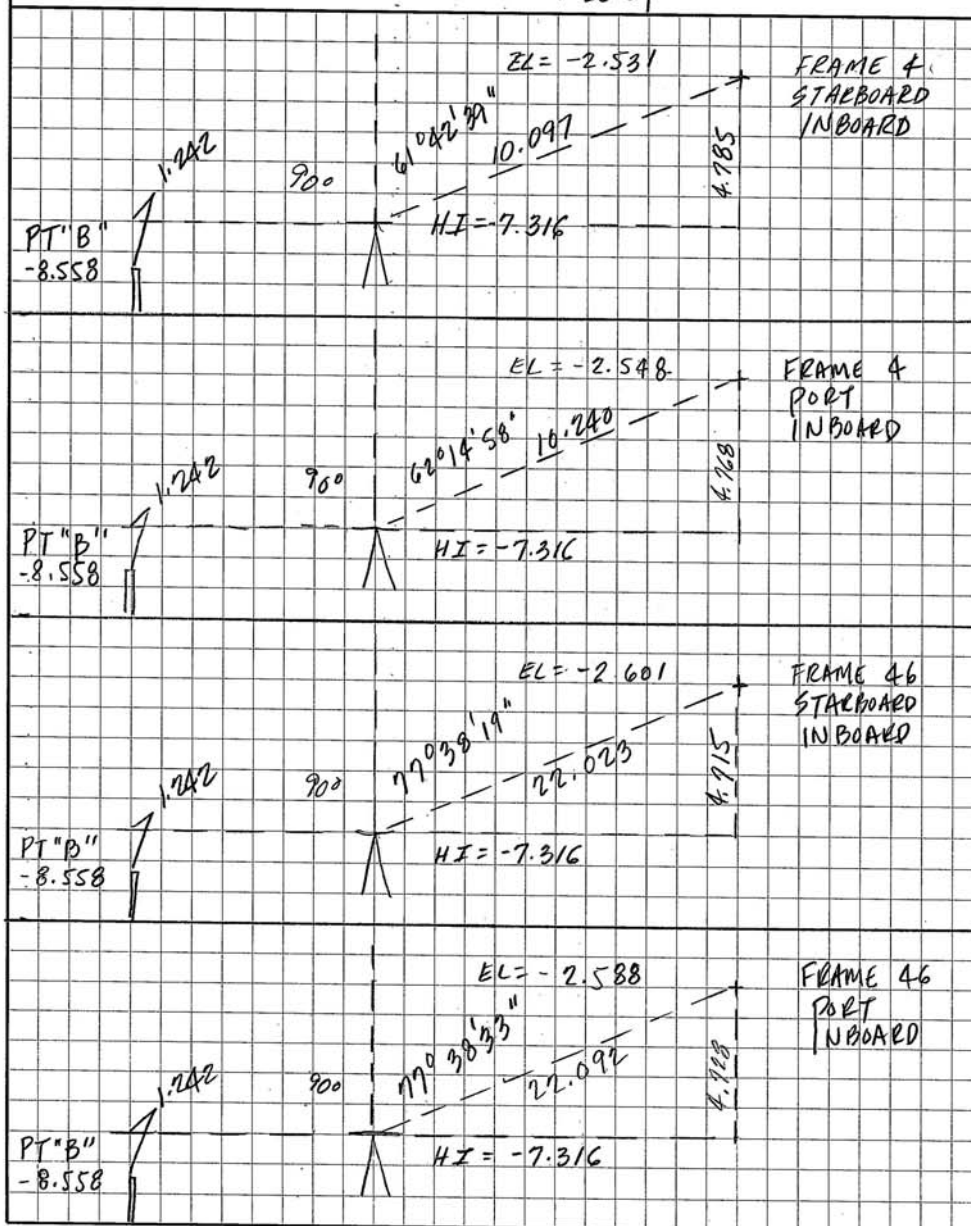 EL = -2.531
FRAME 4
STARBOARD
INBOARD
61°42'39"
10.097
4.785
1.242
90°
HI = -7.316
PT "B"
-8.558
EL = -2.548
FRAME 4
PORT
INBOARD
62°14'58"
10.240
4.768
1.242
90°
HI = -7.316
PT "B"
-8.558
EL = -2.601
FRAME 46
STARBOARD
INBOARD
77°38'19"
22.023
4.715
1.242
90°
HI = -7.316
PT "B"
-8.558
EL = -2.588
FRAME 46
PORT
INBOARD
77°38'33"
22.092
4.728
1.242
90°
HI = -7.316
PT "B"
-8.558